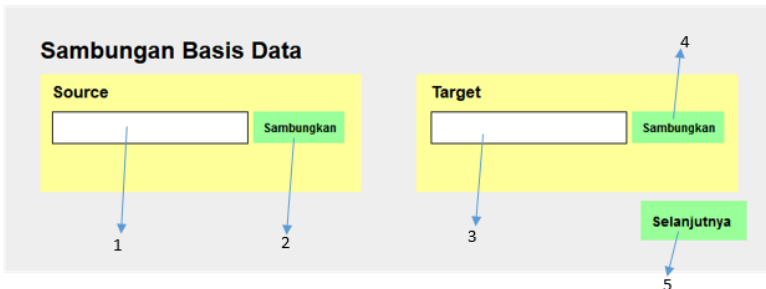 Sambungan Basis Data
4
Source
Target
Sambungkan
Sambungkan
1
2
3
Selanjutnya
5